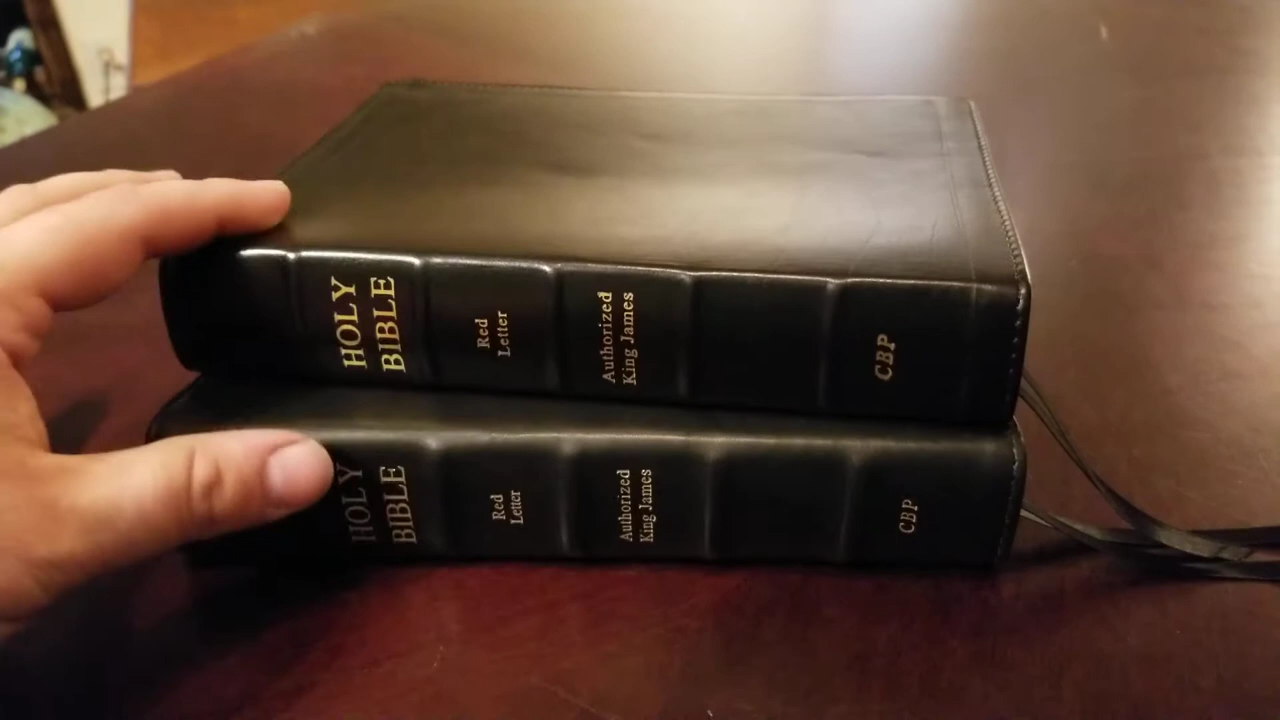 HOLY
BIBLE
Red
Letter
Authorized
King James
CBP
HOLY
BIBLE
Red
Letter
Authorized
King James
CBP